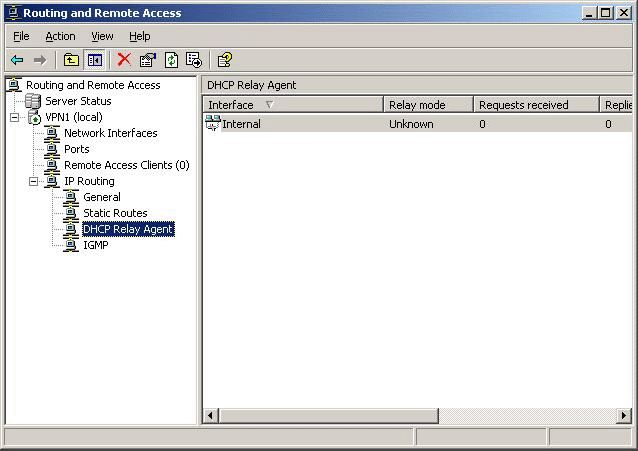 Routing and Remote Access
File Action View Help
Routing and Remote Access
Server Status
VPN1 (local)
Network Interfaces
Ports
Remote Access Clients (0)
IP Routing
General
Static Routes
DHCP Relay Agent
IGMP
DHCP Relay Agent
Interface Relay mode Requests received Replie
Internal Unknown 0 0